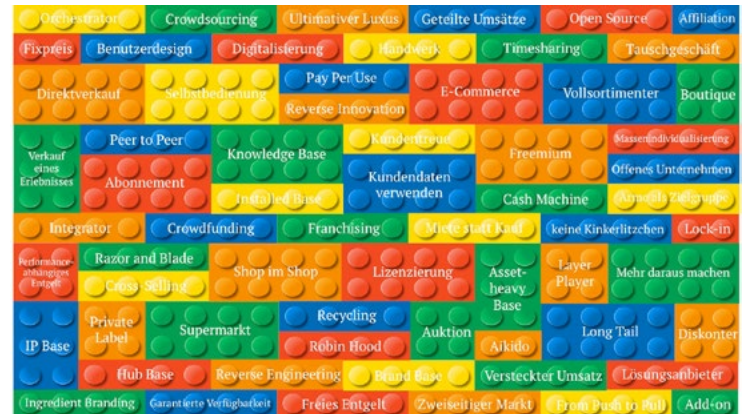 Orchestrator
Crowdsourcing
Ultimativer Luxus
Geteilte Umsätze
Open Source
Affiliation
Fixpreis
Benutzerdesign
Digitalisierung
Handwerk
Timesharing
Tauschgeschäft
Direktverkauf
Selbstbedienung
Pay Per Use
Reverse Innovation
E-Commerce
Vollsortimenter
Boutique
Verkauf
eines
Erlebnisses
Peer to Peer
Abonnement
Knowledge Base
Installed Base
Kundentreue
Kundendaten
verwenden
Freemium
Cash Machine
Massenindividualisierung
Offenes Unternehmen
Armo als Zielgruppe
Integrator
Crowdfunding
Franchising
Miete statt Kauf
keine Kinkerlitzchen
Lock-in
Performance-
abhängiges
Entgelt
Razor and Blade
Cross-Selling
Shop im Shop
Lizenzierung
Asset-
heavy
Base
Layer
Player
Mehr daraus machen
IP Base
Private
Label
Supermarkt
Recycling
Robin Hood
Auktion
Aikido
Long Tail
Diskonter
Hub Base
Reverse Engineering
Brand Base
Versteckter Umsatz
Lösungsanbieter
Ingredient Branding
Garantierte Verfügbarkeit
Freies Entgelt
Zweiseitiger Markt
From Push to Pull
Add-on